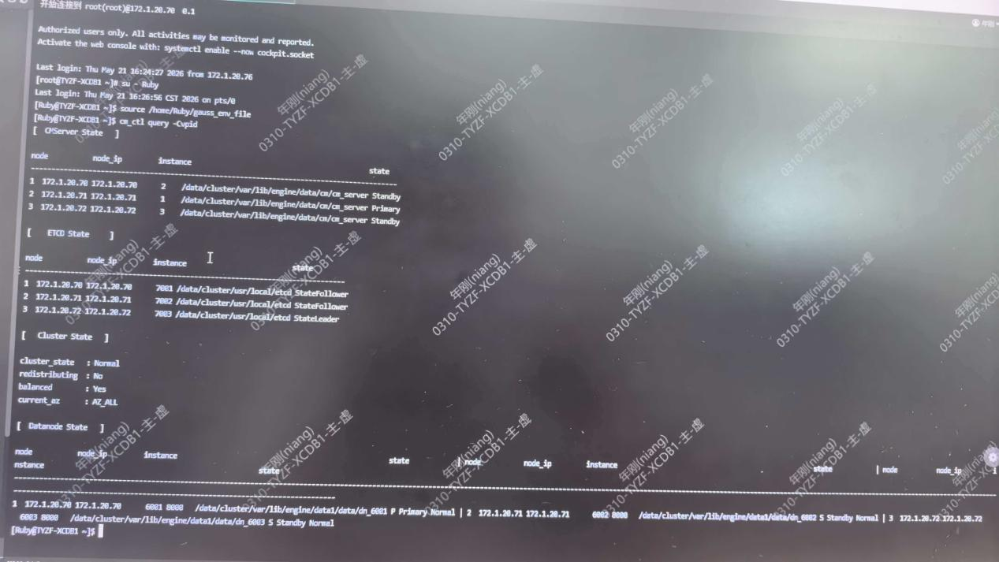 开始连接到 root(root)@172.1.20.70 0.1
年刚
Authorized users only. All activities may be monitored and reported.
Activate the web console with: systemctl enable --now cockpit.socket
Last login: Thu May 21 16:24:27 2026 from 172.1.20.76
[root@TYZF-XCDB1 ~]# su - Ruby
Last login: Thu May 21 16:26:56 CST 2026 on pts/0
[Ruby@TYZF-XCDB1 ~]$ source /home/Ruby/gauss_env_file
[Ruby@TYZF-XCDB1 ~]$ cm_ctl query -Cvpid
[ CMServer State ]
node node_ip instance state
1 172.1.20.70 172.1.20.70 2 /data/cluster/var/lib/engine/data/cm/cm_server Standby
2 172.1.20.71 172.1.20.71 1 /data/cluster/var/lib/engine/data/cm/cm_server Primary
3 172.1.20.72 172.1.20.72 3 /data/cluster/var/lib/engine/data/cm/cm_server Standby
[ ETCD State ]
node node_ip instance state
1 172.1.20.70 172.1.20.70 7001 /data/cluster/usr/local/etcd StateFollower
2 172.1.20.71 172.1.20.71 7002 /data/cluster/usr/local/etcd StateFollower
3 172.1.20.72 172.1.20.72 7003 /data/cluster/usr/local/etcd StateLeader
[ Cluster State ]
cluster_state : Normal
redistributing : No
balanced : Yes
current_az : AZ_ALL
[ Datanode State ]
node node_ip instance state | node node_ip instance state | node node_ip i
nstance state
1 172.1.20.70 172.1.20.70 6001 8000 /data/cluster/var/lib/engine/data1/data/dn_6001 P Primary Normal | 2 172.1.20.71 172.1.20.71 6002 8000 /data/cluster/var/lib/engine/data1/data/dn_6002 S Standby Normal | 3 172.1.20.72 172.1.20.72
6003 8000 /data/cluster/var/lib/engine/data1/data/dn_6003 S Standby Normal
[Ruby@TYZF-XCDB1 ~]$
年刚(niang)
0310-TYZF-XCDB1-主-虚